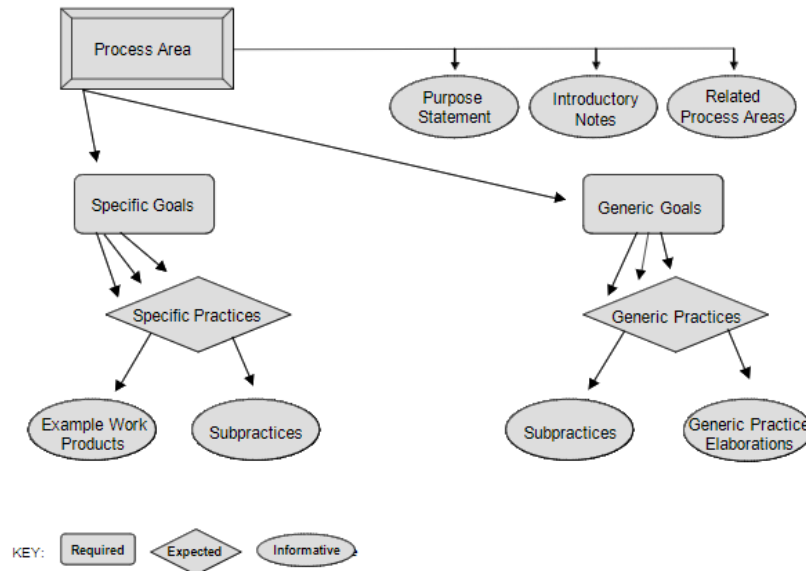 Process Area
Purpose
Statement
Introductory
Notes
Related
Process Areas
Specific Goals
Generic Goals
Specific Practices
Generic Practices
Example Work
Products
Subpractices
Subpractices
Generic Practice
Elaborations
KEY:
Required
Expected
Informative